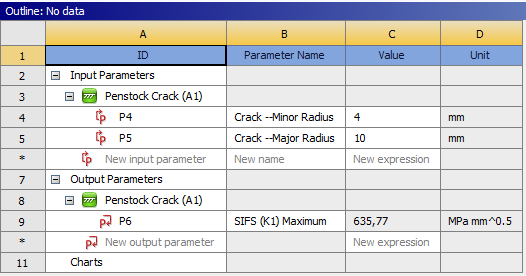 Outline: No data
A B C D
1 ID Parameter Name Value Unit
2 Input Parameters
3 Penstock Crack (A1)
4 P4 Crack --Minor Radius 4 mm
5 P5 Crack --Major Radius 10 mm
* New input parameter New name New expression
7 Output Parameters
8 Penstock Crack (A1)
9 P6 SIFS (K1) Maximum 635,77 MPa mm^0.5
* New output parameter New expression
11 Charts